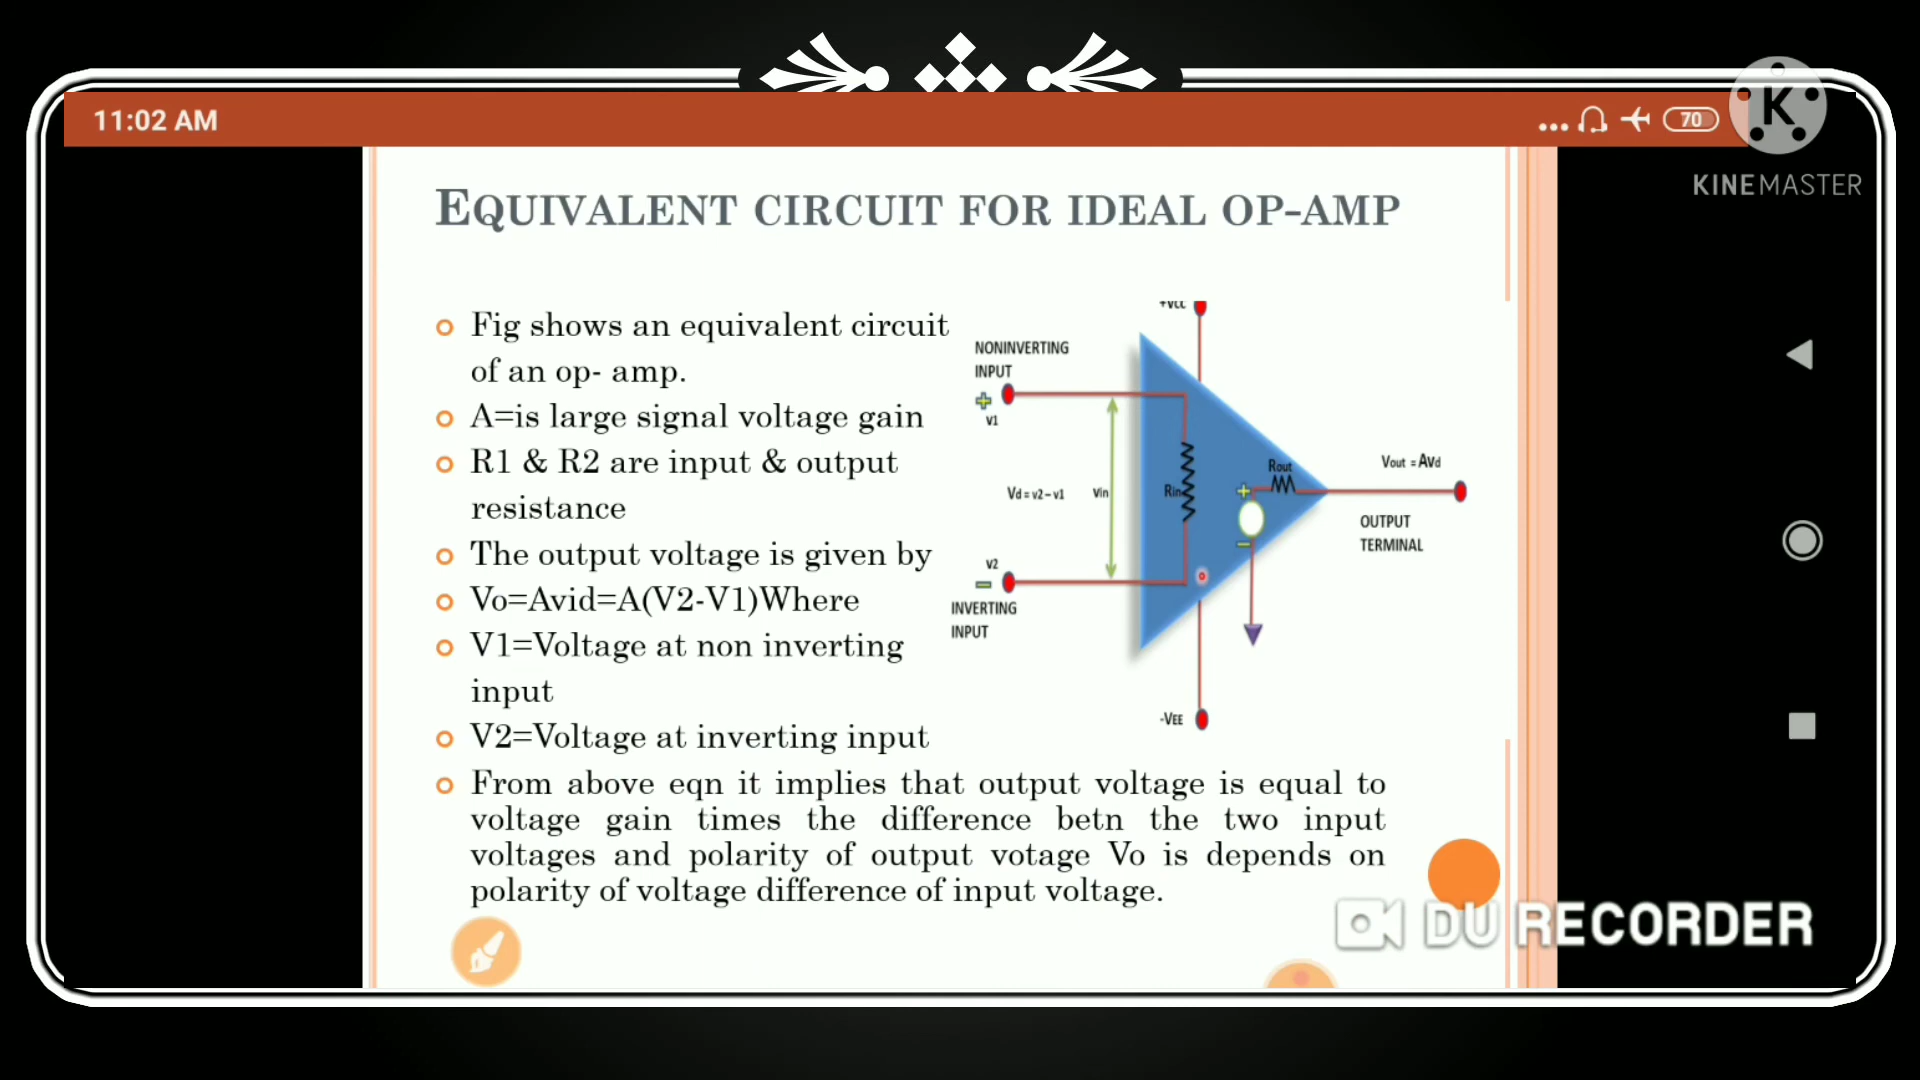 11:02 AM
70
K
KINEMASTER
EQUIVALENT CIRCUIT FOR IDEAL OP-AMP
Fig shows an equivalent circuit
of an op- amp.
A=is large signal voltage gain
R1 & R2 are input & output
resistance
The output voltage is given by
Vo=Avid=A(V2-V1)Where
V1=Voltage at non inverting
input
V2=Voltage at inverting input
From above eqn it implies that output voltage is equal to
voltage gain times the difference betn the two input
voltages and polarity of output votage Vo is depends on
polarity of voltage difference of input voltage.
+Vcc
NONINVERTING
INPUT
+
v1
Vd = v2 – v1
vin
Rin
Rout
+
–
Vout = AVd
OUTPUT
TERMINAL
v2
–
INVERTING
INPUT
-VEE
DU RECORDER